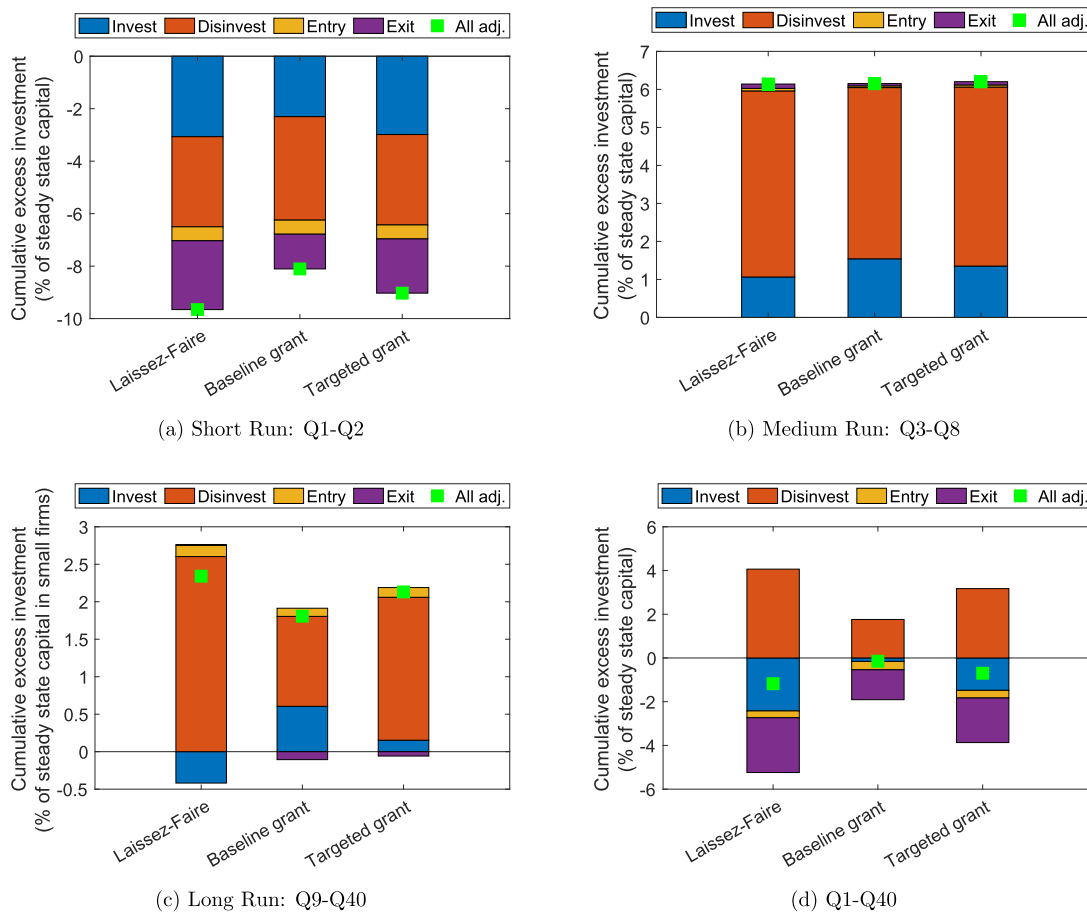 Invest Disinvest Entry Exit All adj.
Cumulative excess investment
(% of steady state capital)
0
-2
-4
-6
-8
-10
Laissez-Faire
Baseline grant
Targeted grant
(a) Short Run: Q1-Q2
Invest Disinvest Entry Exit All adj.
Cumulative excess investment
(% of steady state capital)
7
6
5
4
3
2
1
0
Laissez-Faire
Baseline grant
Targeted grant
(b) Medium Run: Q3-Q8
Invest Disinvest Entry Exit All adj.
Cumulative excess investment
(% of steady state capital in small firms)
3
2.5
2
1.5
1
0.5
0
-0.5
Laissez-Faire
Baseline grant
Targeted grant
(c) Long Run: Q9-Q40
Invest Disinvest Entry Exit All adj.
Cumulative excess investment
(% of steady state capital)
6
4
2
0
-2
-4
-6
Laissez-Faire
Baseline grant
Targeted grant
(d) Q1-Q40